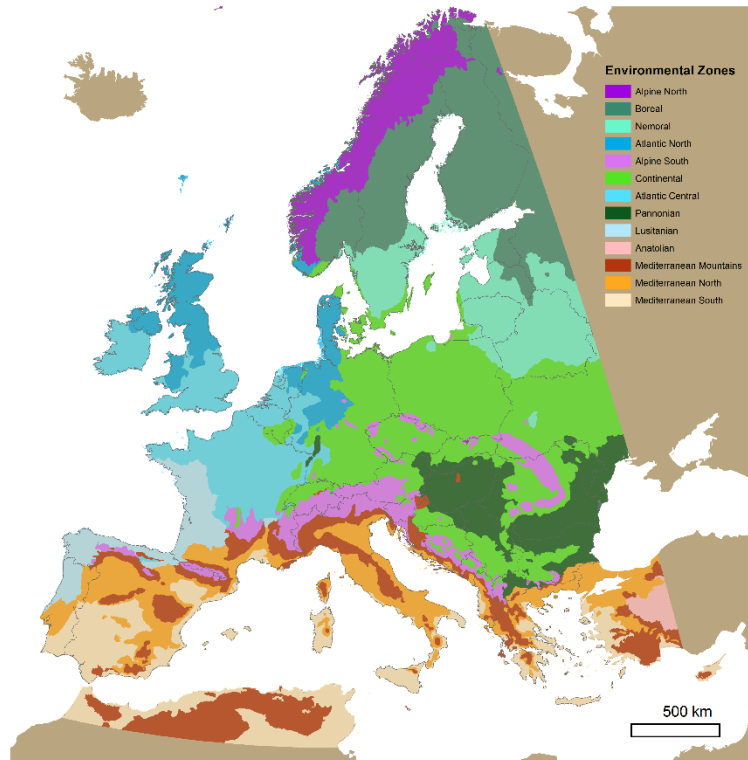 Environmental Zones
Alpine North
Boreal
Nemoral
Atlantic North
Alpine South
Continental
Atlantic Central
Pannonian
Lusitanian
Anatolian
Mediterranean Mountains
Mediterranean North
Mediterranean South
500 km